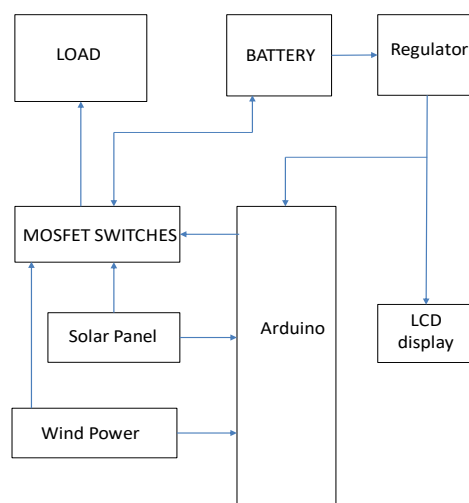 LOAD
BATTERY
Regulator
MOSFET SWITCHES
Solar Panel
Arduino
LCD
display
Wind Power